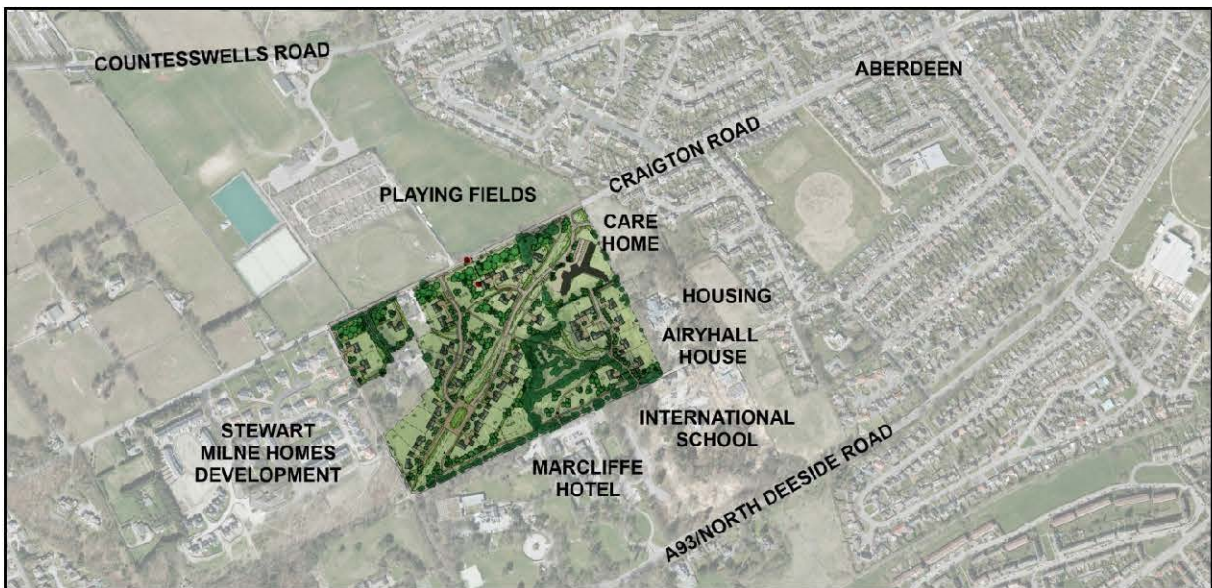 COUNTESSWELLS ROAD
ABERDEEN
CRAIGTON ROAD
PLAYING FIELDS
CARE
HOME
HOUSING
AIRYHALL
HOUSE
INTERNATIONAL
SCHOOL
STEWART
MILNE HOMES
DEVELOPMENT
MARCLIFFE
HOTEL
A93/NORTH DEESIDE ROAD